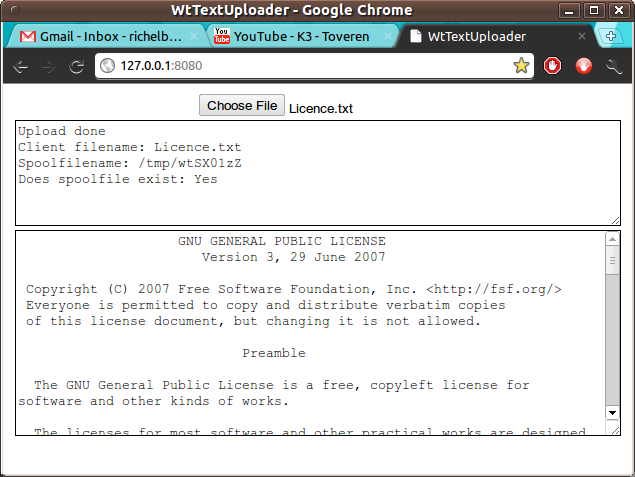 WtTextUploader - Google Chrome
Gmail - Inbox - richelb...
You Tube YouTube - K3 - Toveren
WtTextUploader
127.0.0.1:8080
Choose File Licence.txt
Upload done
Client filename: Licence.txt
Spoolfilename: /tmp/wtSX01zZ
Does spoolfile exist: Yes
GNU GENERAL PUBLIC LICENSE
Version 3, 29 June 2007
Copyright (C) 2007 Free Software Foundation, Inc. <http://fsf.org/>
Everyone is permitted to copy and distribute verbatim copies
of this license document, but changing it is not allowed.
Preamble
The GNU General Public License is a free, copyleft license for
software and other kinds of works.
The licenses for most software and other practical works are designed